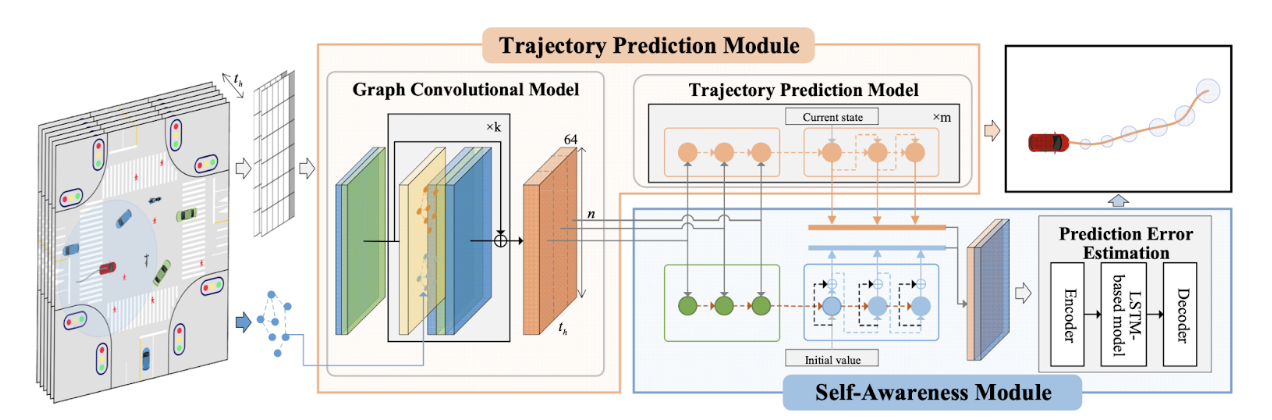 Trajectory Prediction Module
t_h
Graph Convolutional Model
×k
64
n
t_h
Trajectory Prediction Model
Current state
×m
Initial value
Prediction Error
Estimation
Encoder
LSTM-
based model
Decoder
Self-Awareness Module